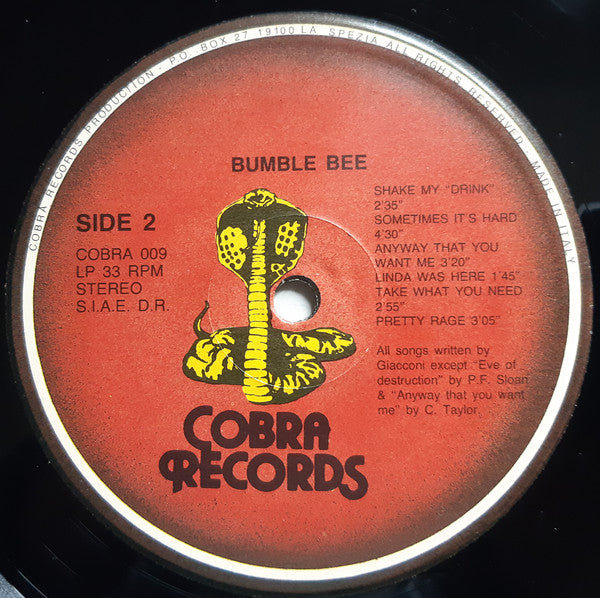 COBRA RECORDS PRODUCTION - P.O. BOX 27 19100 LA SPEZIA ALL RIGHTS RESERVED - MADE IN ITALY
BUMBLE BEE
SIDE 2
COBRA 009
LP 33 RPM
STEREO
S.I.A.E. D.R.
SHAKE MY "DRINK"
2'35"
SOMETIMES IT'S HARD
4'30"
ANYWAY THAT YOU
WANT ME 3'20"
LINDA WAS HERE 1'45"
TAKE WHAT YOU NEED
2'55"
PRETTY RAGE 3'05"
All songs written by
Giacconi except "Eve of
destruction" by P.F. Sloan
& "Anyway that you want
me" by C. Taylor.
COBRA
RECORDS